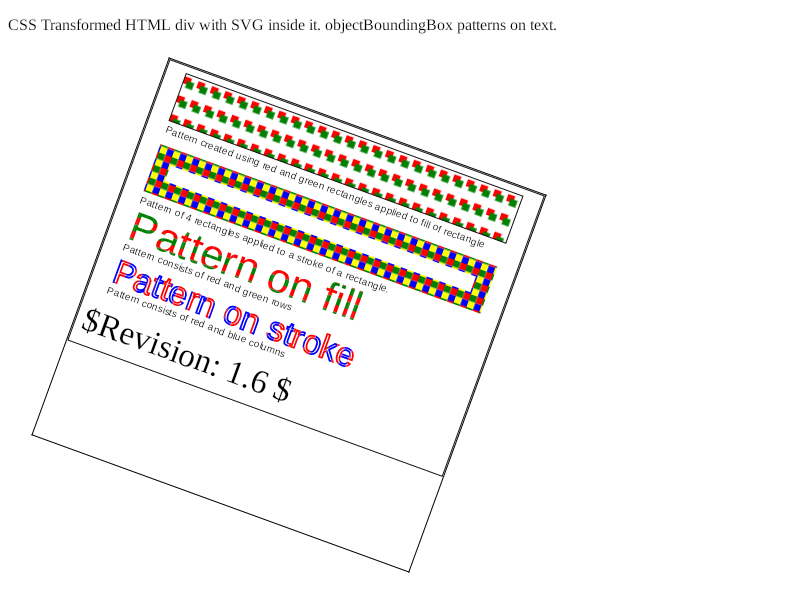 CSS Transformed HTML div with SVG inside it. objectBoundingBox patterns on text.
Pattern created using red and green rectangles applied to fill of rectangle
Pattern of 4 rectangles applied to a stroke of a rectangle.
Pattern on fill
Pattern consists of red and green rows
Pattern on stroke
Pattern consists of red and blue columns
$Revision: 1.6 $